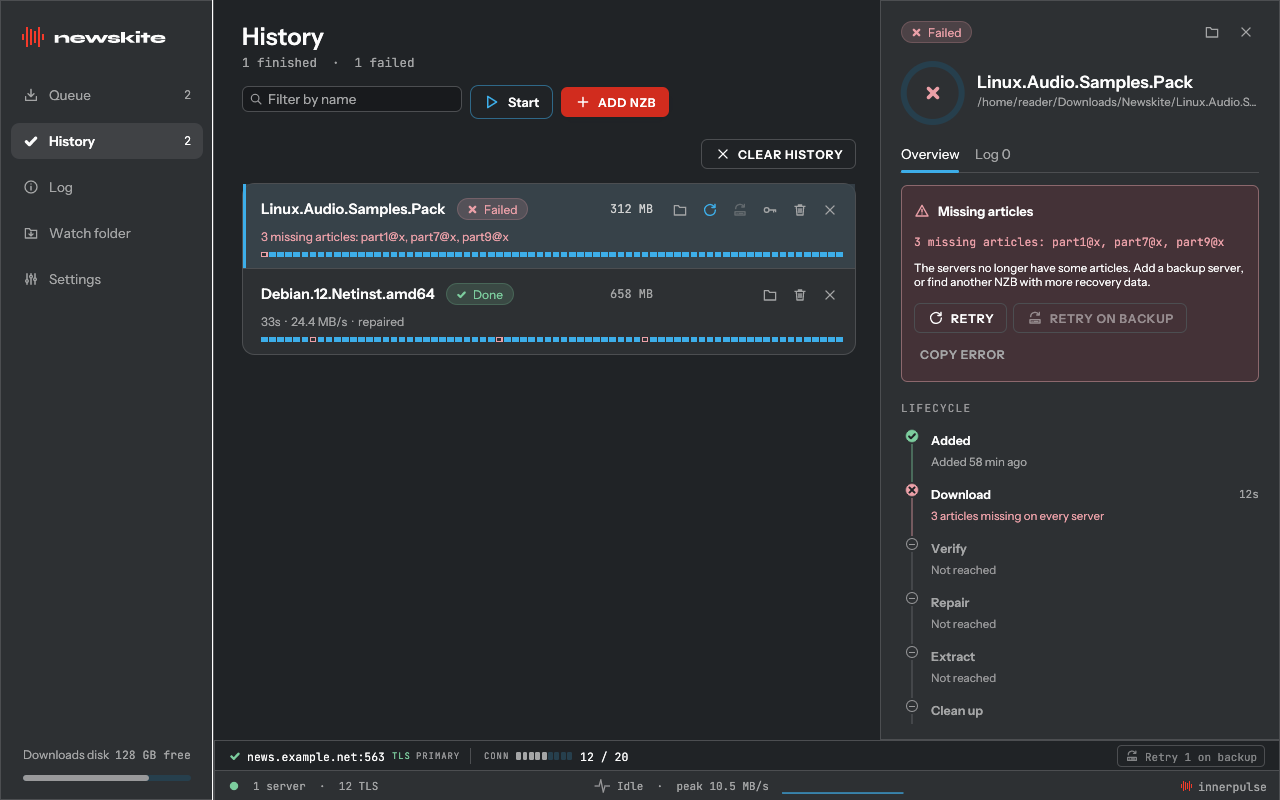 newskite
Queue 2
History 2
Log
Watch folder
Settings
Downloads disk 128 GB free
History
1 finished · 1 failed
Filter by name
Start
ADD NZB
CLEAR HISTORY
Linux.Audio.Samples.Pack Failed 312 MB
3 missing articles: part1@x, part7@x, part9@x
Debian.12.Netinst.amd64 Done 658 MB
33s · 24.4 MB/s · repaired
Failed
Linux.Audio.Samples.Pack
/home/reader/Downloads/Newskite/Linux.Audio.S...
Overview Log 0
Missing articles
3 missing articles: part1@x, part7@x, part9@x
The servers no longer have some articles. Add a backup server,
or find another NZB with more recovery data.
RETRY RETRY ON BACKUP
COPY ERROR
LIFECYCLE
Added
Added 58 min ago
Download 12s
3 articles missing on every server
Verify
Not reached
Repair
Not reached
Extract
Not reached
Clean up
news.example.net:563 TLS PRIMARY CONN 12 / 20 Retry 1 on backup
1 server · 12 TLS Idle · peak 10.5 MB/s innerpulse